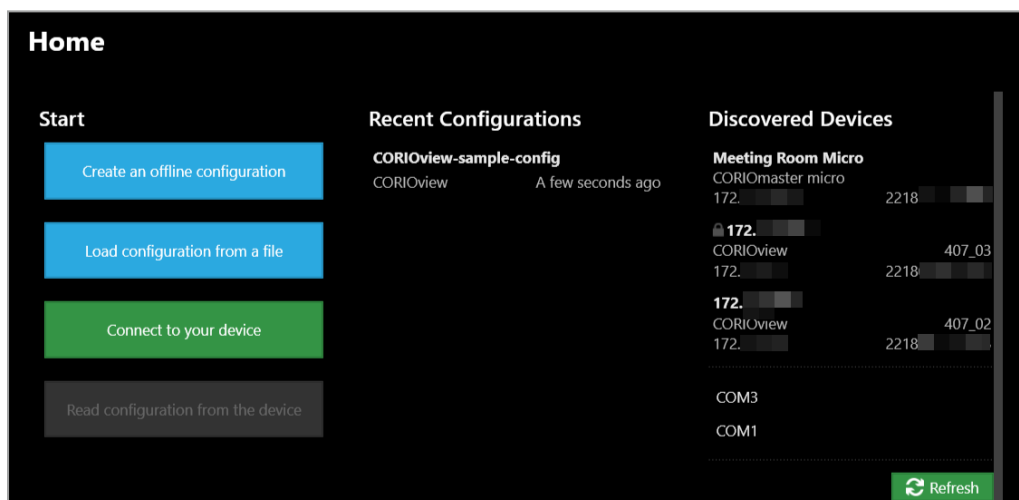 Home
Start
Create an offline configuration
Load configuration from a file
Connect to your device
Read configuration from the device
Recent Configurations
CORIOview-sample-config
CORIOview A few seconds ago
Discovered Devices
Meeting Room Micro
CORIOmaster micro
172. 2218
172.
CORIOview 407_03
172. 2218
172.
CORIOview 407_02
172. 2218
COM3
COM1
Refresh